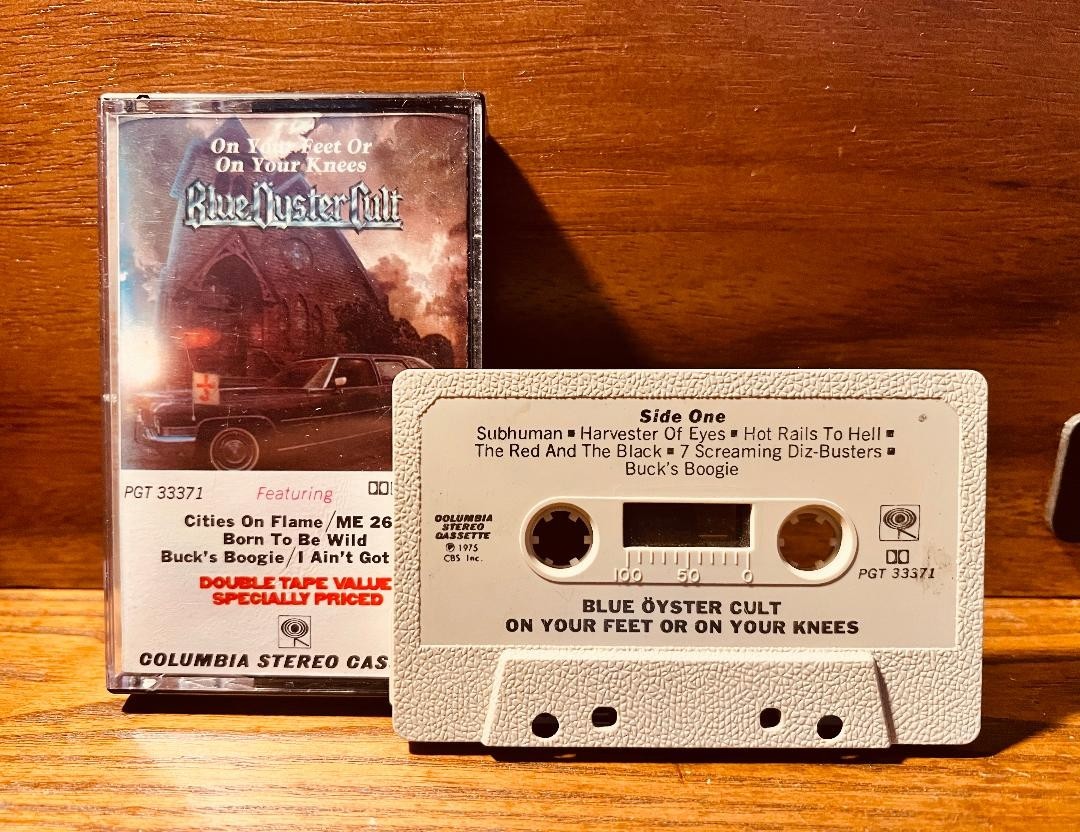 On Your Feet Or
On Your Knees
Blue Öyster Cult
PGT 33371
Featuring
Cities On Flame/ME 26
Born To Be Wild
Buck's Boogie/I Ain't Got
DOUBLE TAPE VALUE
SPECIALLY PRICED
COLUMBIA STEREO CAS
Side One
Subhuman ▪ Harvester Of Eyes ▪ Hot Rails To Hell ▪
The Red And The Black ▪ 7 Screaming Diz-Busters ▪
Buck's Boogie
COLUMBIA
STEREO
CASSETTE
℗ 1975
CBS Inc.
100 50 0
PGT 33371
BLUE ÖYSTER CULT
ON YOUR FEET OR ON YOUR KNEES